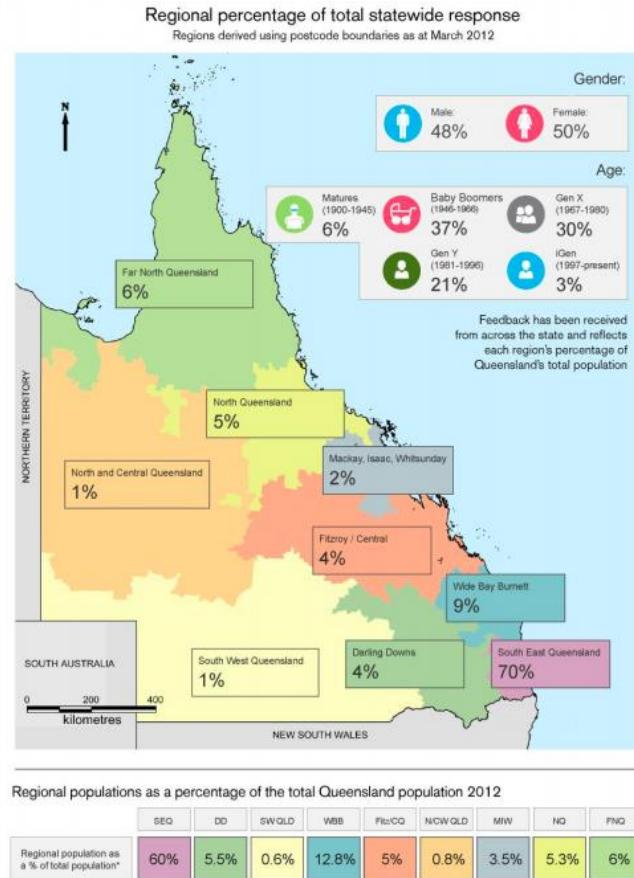 Regional percentage of total statewide response
Regions derived using postcode boundaries as at March 2012
Gender:
N
Male:
48%
Female:
50%
Age:
Matures
(1900-1945)
6%
Baby Boomers
(1946-1966)
37%
Gen X
(1967-1980)
30%
Gen Y
(1981-1996)
21%
iGen
(1997-present)
3%
Far North Queensland
6%
Feedback has been received
from across the state and reflects
each region's percentage of
Queensland's total population
NORTHERN TERRITORY
North Queensland
5%
Mackay, Isaac, Whitsunday
2%
North and Central Queensland
1%
Fitzroy / Central
4%
Wide Bay Burnett
9%
South West Queensland
1%
Darling Downs
4%
South East Queensland
70%
SOUTH AUSTRALIA
0 200 400
kilometres
NEW SOUTH WALES
Regional populations as a percentage of the total Queensland population 2012
SEQ DD SW QLD WBB Fitz/CQ N/CW QLD MIW NQ FNQ
Regional population as
a % of total population*
60% 5.5% 0.6% 12.8% 5% 0.8% 3.5% 5.3% 6%